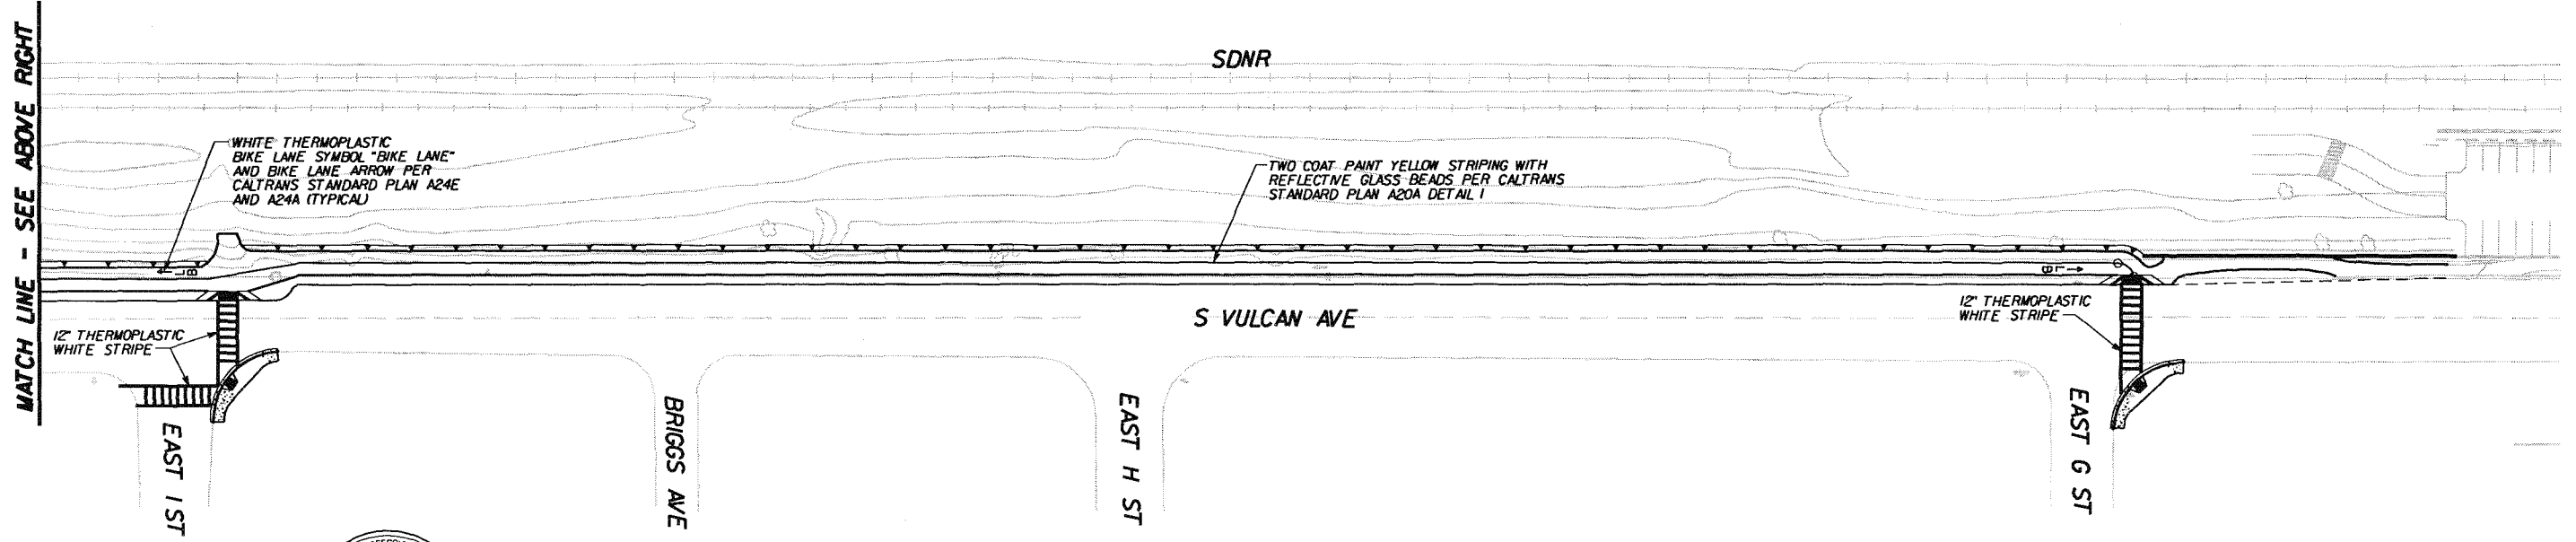 MATCH LINE - SEE ABOVE RIGHT
SDNR
WHITE THERMOPLASTIC
BIKE LANE SYMBOL "BIKE LANE"
AND BIKE LANE ARROW PER
CALTRANS STANDARD PLAN A24E
AND A24A (TYPICAL)
TWO COAT PAINT YELLOW STRIPING WITH
REFLECTIVE GLASS BEADS PER CALTRANS
STANDARD PLAN A20A DETAIL 1
BL
BL
12" THERMOPLASTIC
WHITE STRIPE
S VULCAN AVE
12" THERMOPLASTIC
WHITE STRIPE
EAST I ST
BRIGGS AVE
EAST H ST
EAST G ST